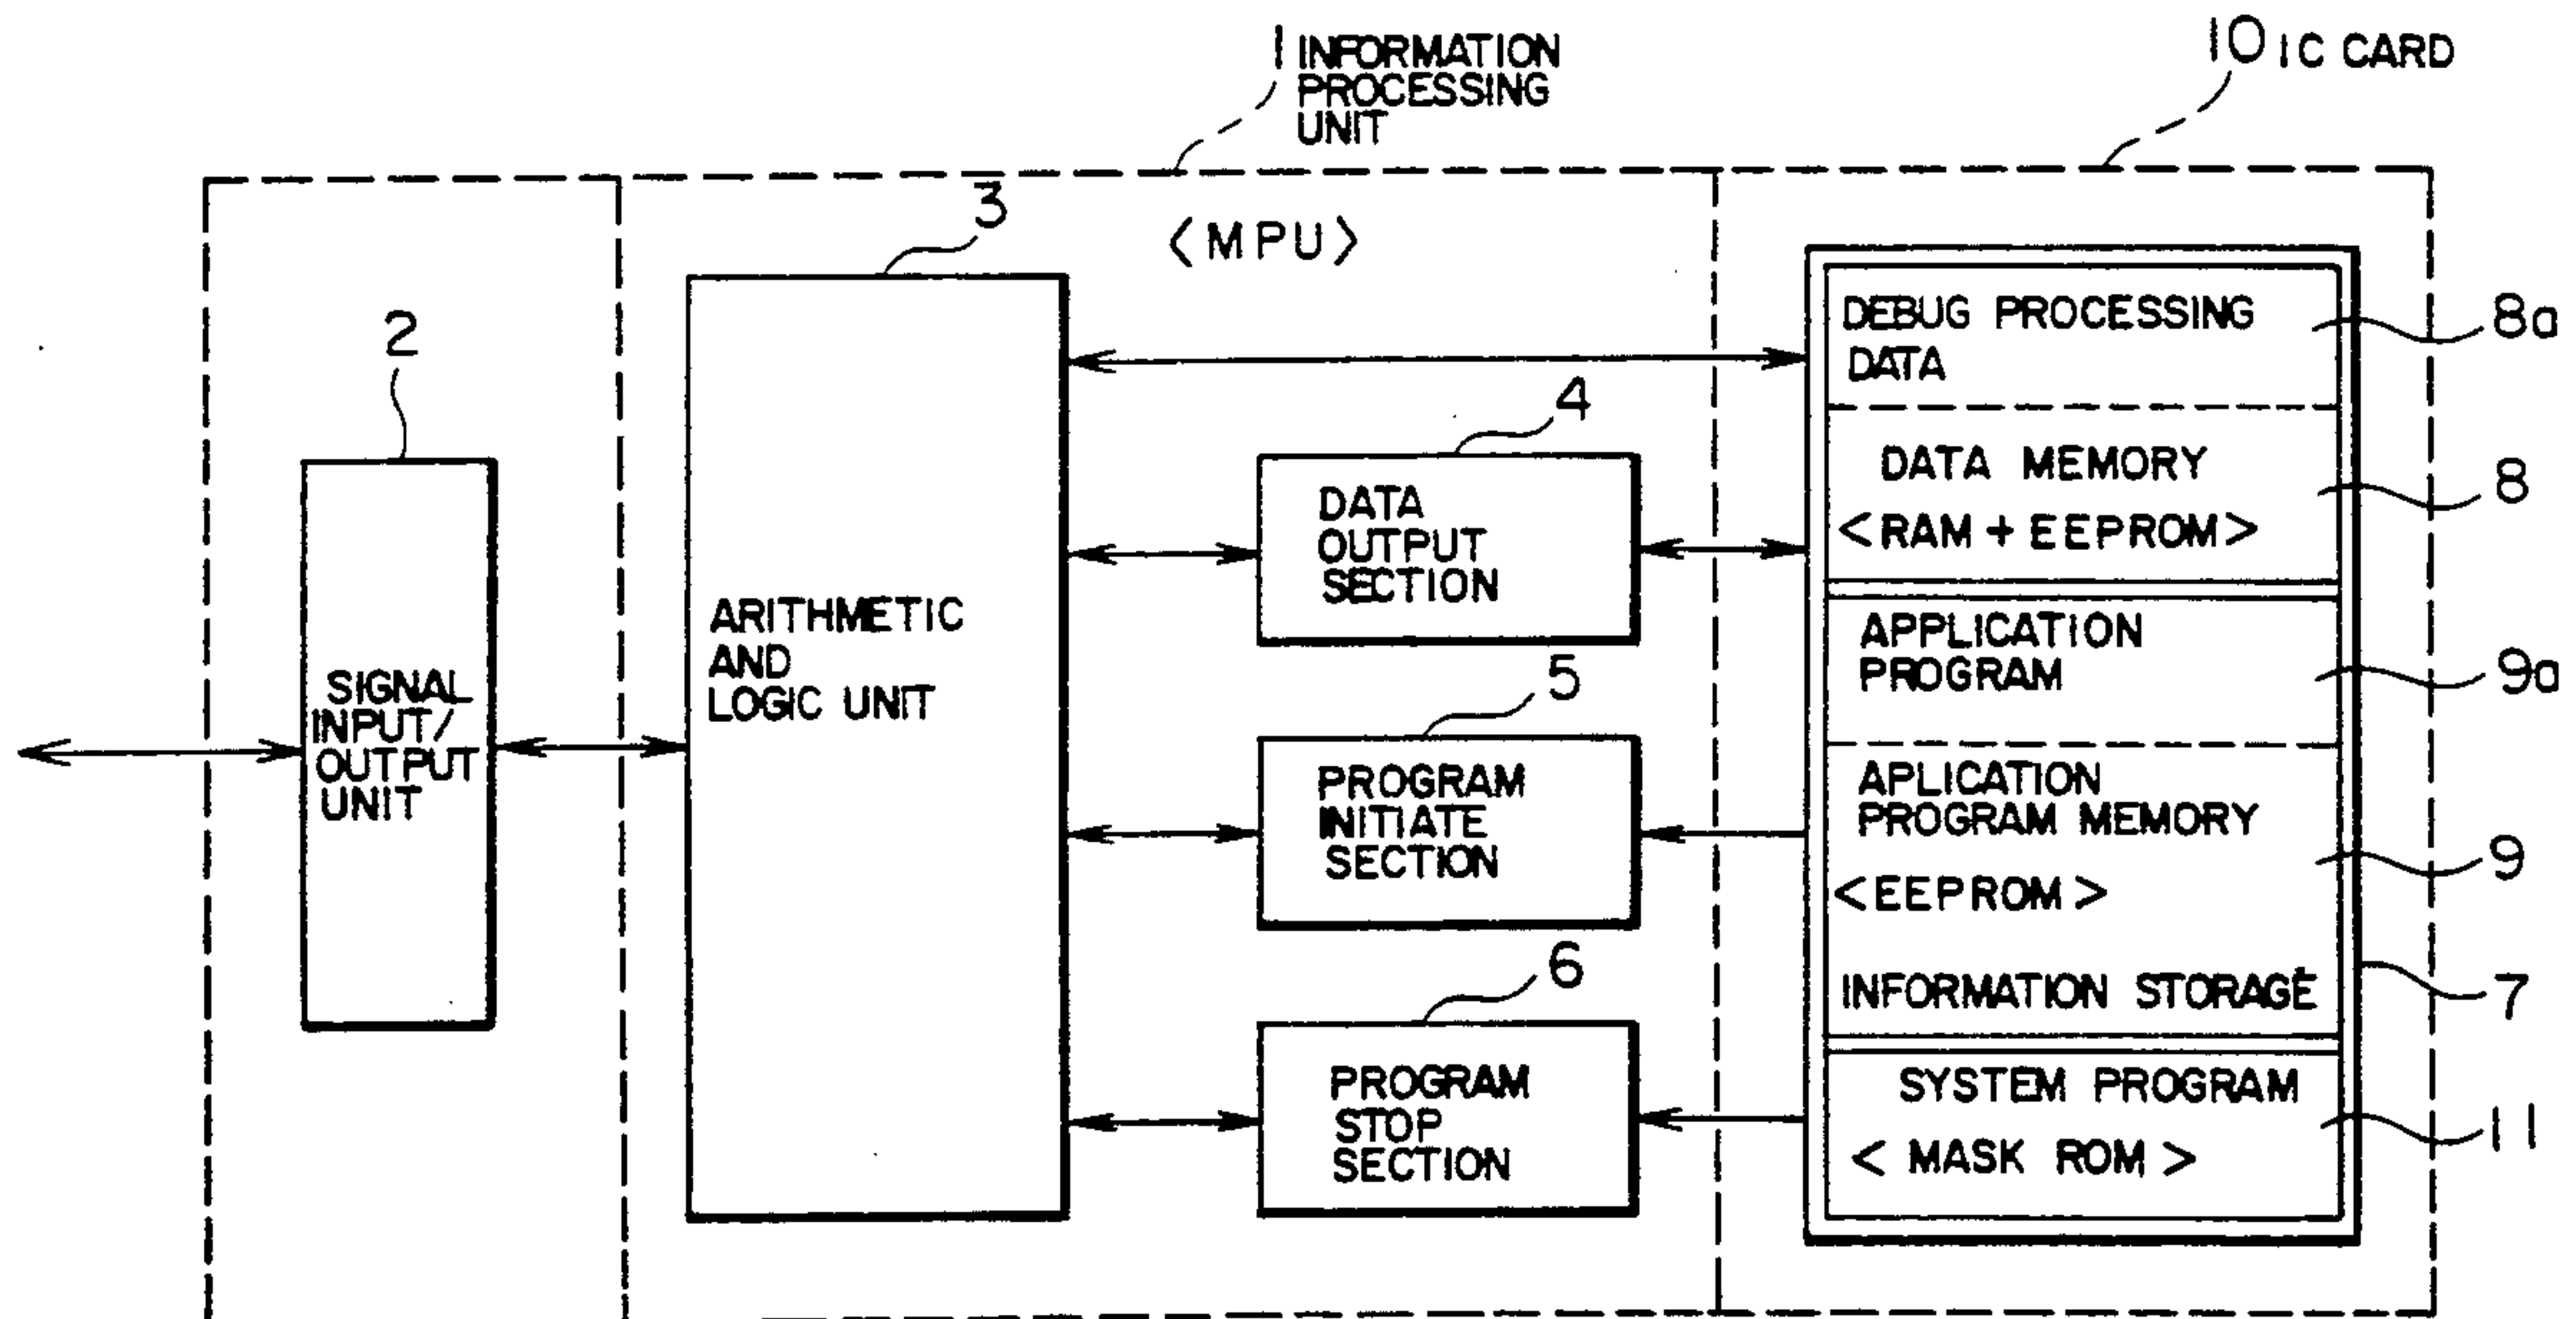 1 INFORMATION
PROCESSING
UNIT
10 IC CARD
<MPU>
2
SIGNAL
INPUT/
OUTPUT
UNIT
3
ARITHMETIC
AND
LOGIC UNIT
4
DATA
OUTPUT
SECTION
5
PROGRAM
INITIATE
SECTION
6
PROGRAM
STOP
SECTION
DEBUG PROCESSING
DATA
8a
DATA MEMORY
<RAM + EEPROM>
8
APPLICATION
PROGRAM
9a
APLICATION
PROGRAM MEMORY
<EEPROM>
9
INFORMATION STORAGE
7
SYSTEM PROGRAM
< MASK ROM >
11